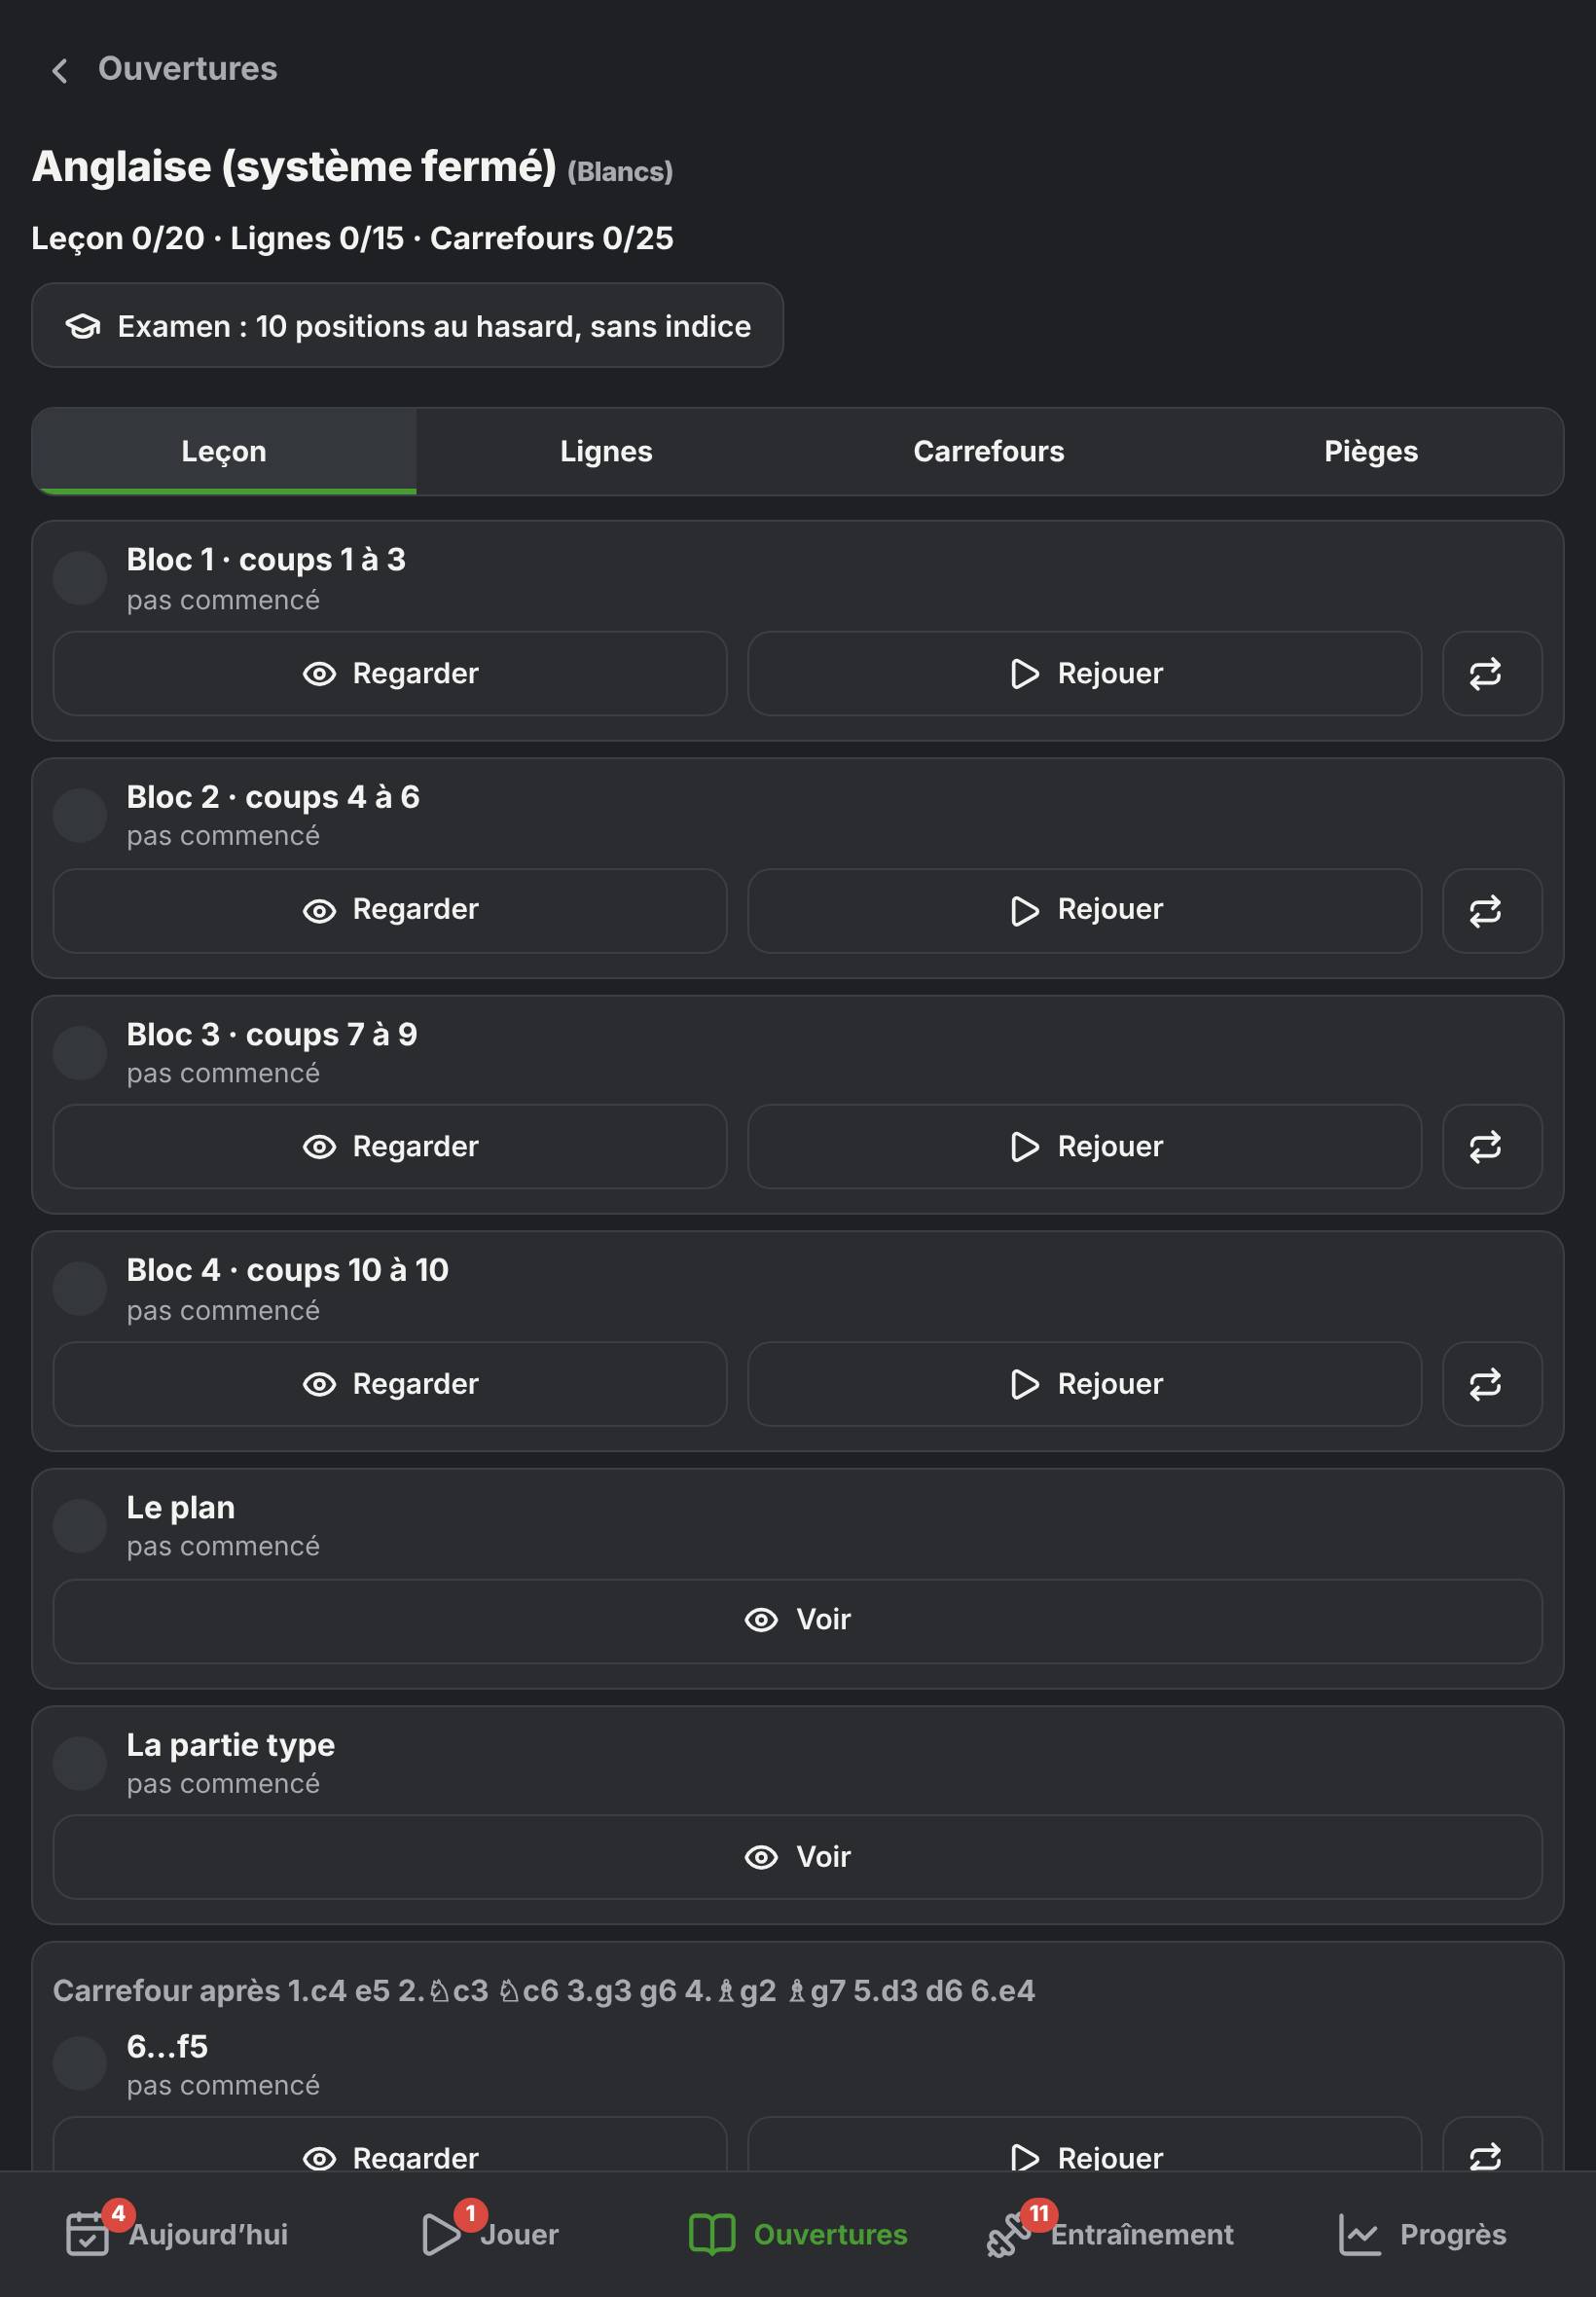 Ouvertures
Anglaise (système fermé) (Blancs)
Leçon 0/20 · Lignes 0/15 · Carrefours 0/25
Examen : 10 positions au hasard, sans indice
Leçon Lignes Carrefours Pièges
Bloc 1 · coups 1 à 3
pas commencé
Regarder Rejouer
Bloc 2 · coups 4 à 6
pas commencé
Regarder Rejouer
Bloc 3 · coups 7 à 9
pas commencé
Regarder Rejouer
Bloc 4 · coups 10 à 10
pas commencé
Regarder Rejouer
Le plan
pas commencé
Voir
La partie type
pas commencé
Voir
Carrefour après 1.c4 e5 2.♘c3 ♘c6 3.g3 g6 4.♗g2 ♗g7 5.d3 d6 6.e4
6…f5
pas commencé
Regarder Rejouer
4 Aujourd’hui 1 Jouer Ouvertures 11 Entraînement Progrès